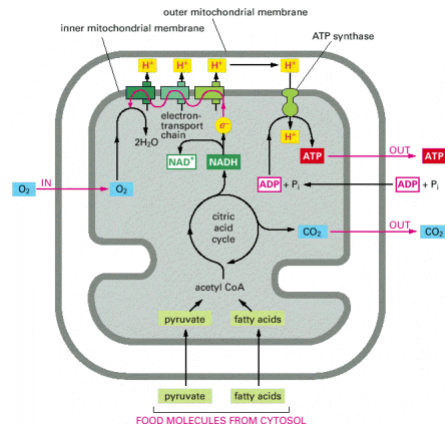 outer mitochondrial membrane
inner mitochondrial membrane
ATP synthase
H⁺ H⁺ H⁺ H⁺
electron-
transport
chain
e⁻
H⁺
2H₂O
NAD⁺ NADH
ATP OUT ATP
O₂ IN O₂
ADP + Pᵢ ADP + Pᵢ
citric
acid
cycle
CO₂ OUT CO₂
acetyl CoA
pyruvate fatty acids
pyruvate fatty acids
FOOD MOLECULES FROM CYTOSOL